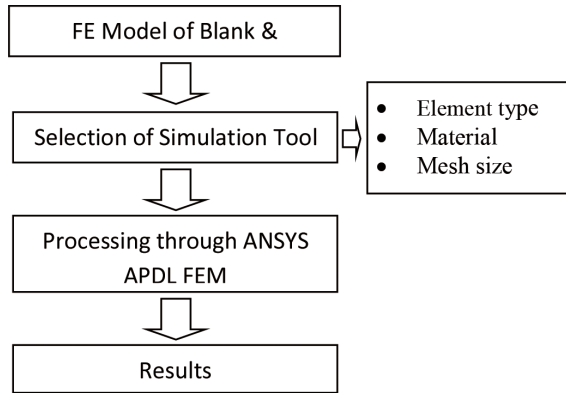 FE Model of Blank &
Selection of Simulation Tool
• Element type
• Material
• Mesh size
Processing through ANSYS
APDL FEM
Results